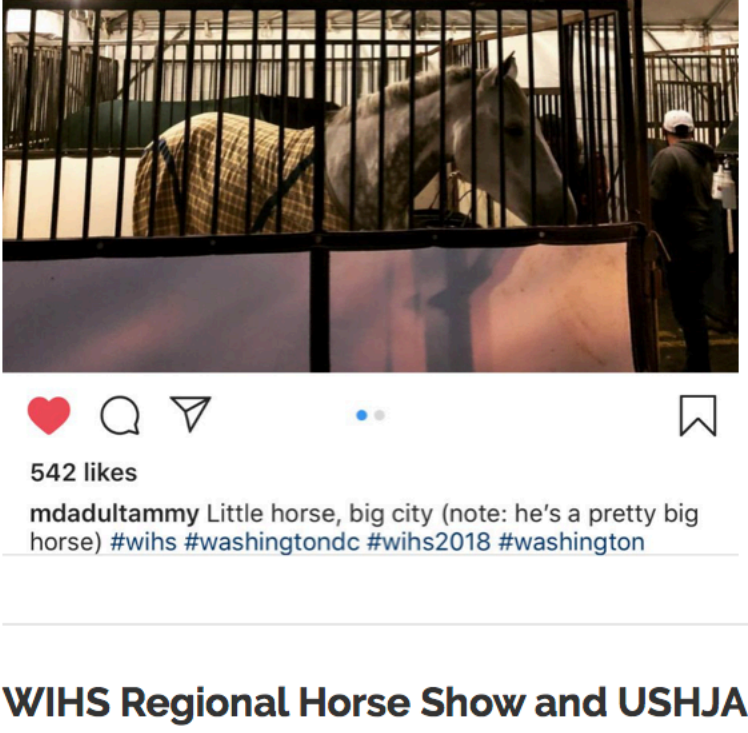 542 likes
mdadultammy Little horse, big city (note: he's a pretty big
horse) #wihs #washingtondc #wihs2018 #washington
WIHS Regional Horse Show and USHJA